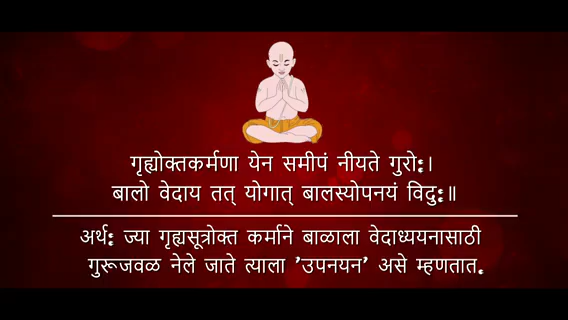 गृह्योक्तकर्मणा येन समीपं नीयते गुरोः।
बालो वेदाय तत् योगात् बालस्योपनयं विदुः॥
अर्थः ज्या गृह्यसूत्रोक्त कर्माने बाळाला वेदाध्ययनासाठी
गुरूजवळ नेले जाते त्याला 'उपनयन' असे म्हणतात.